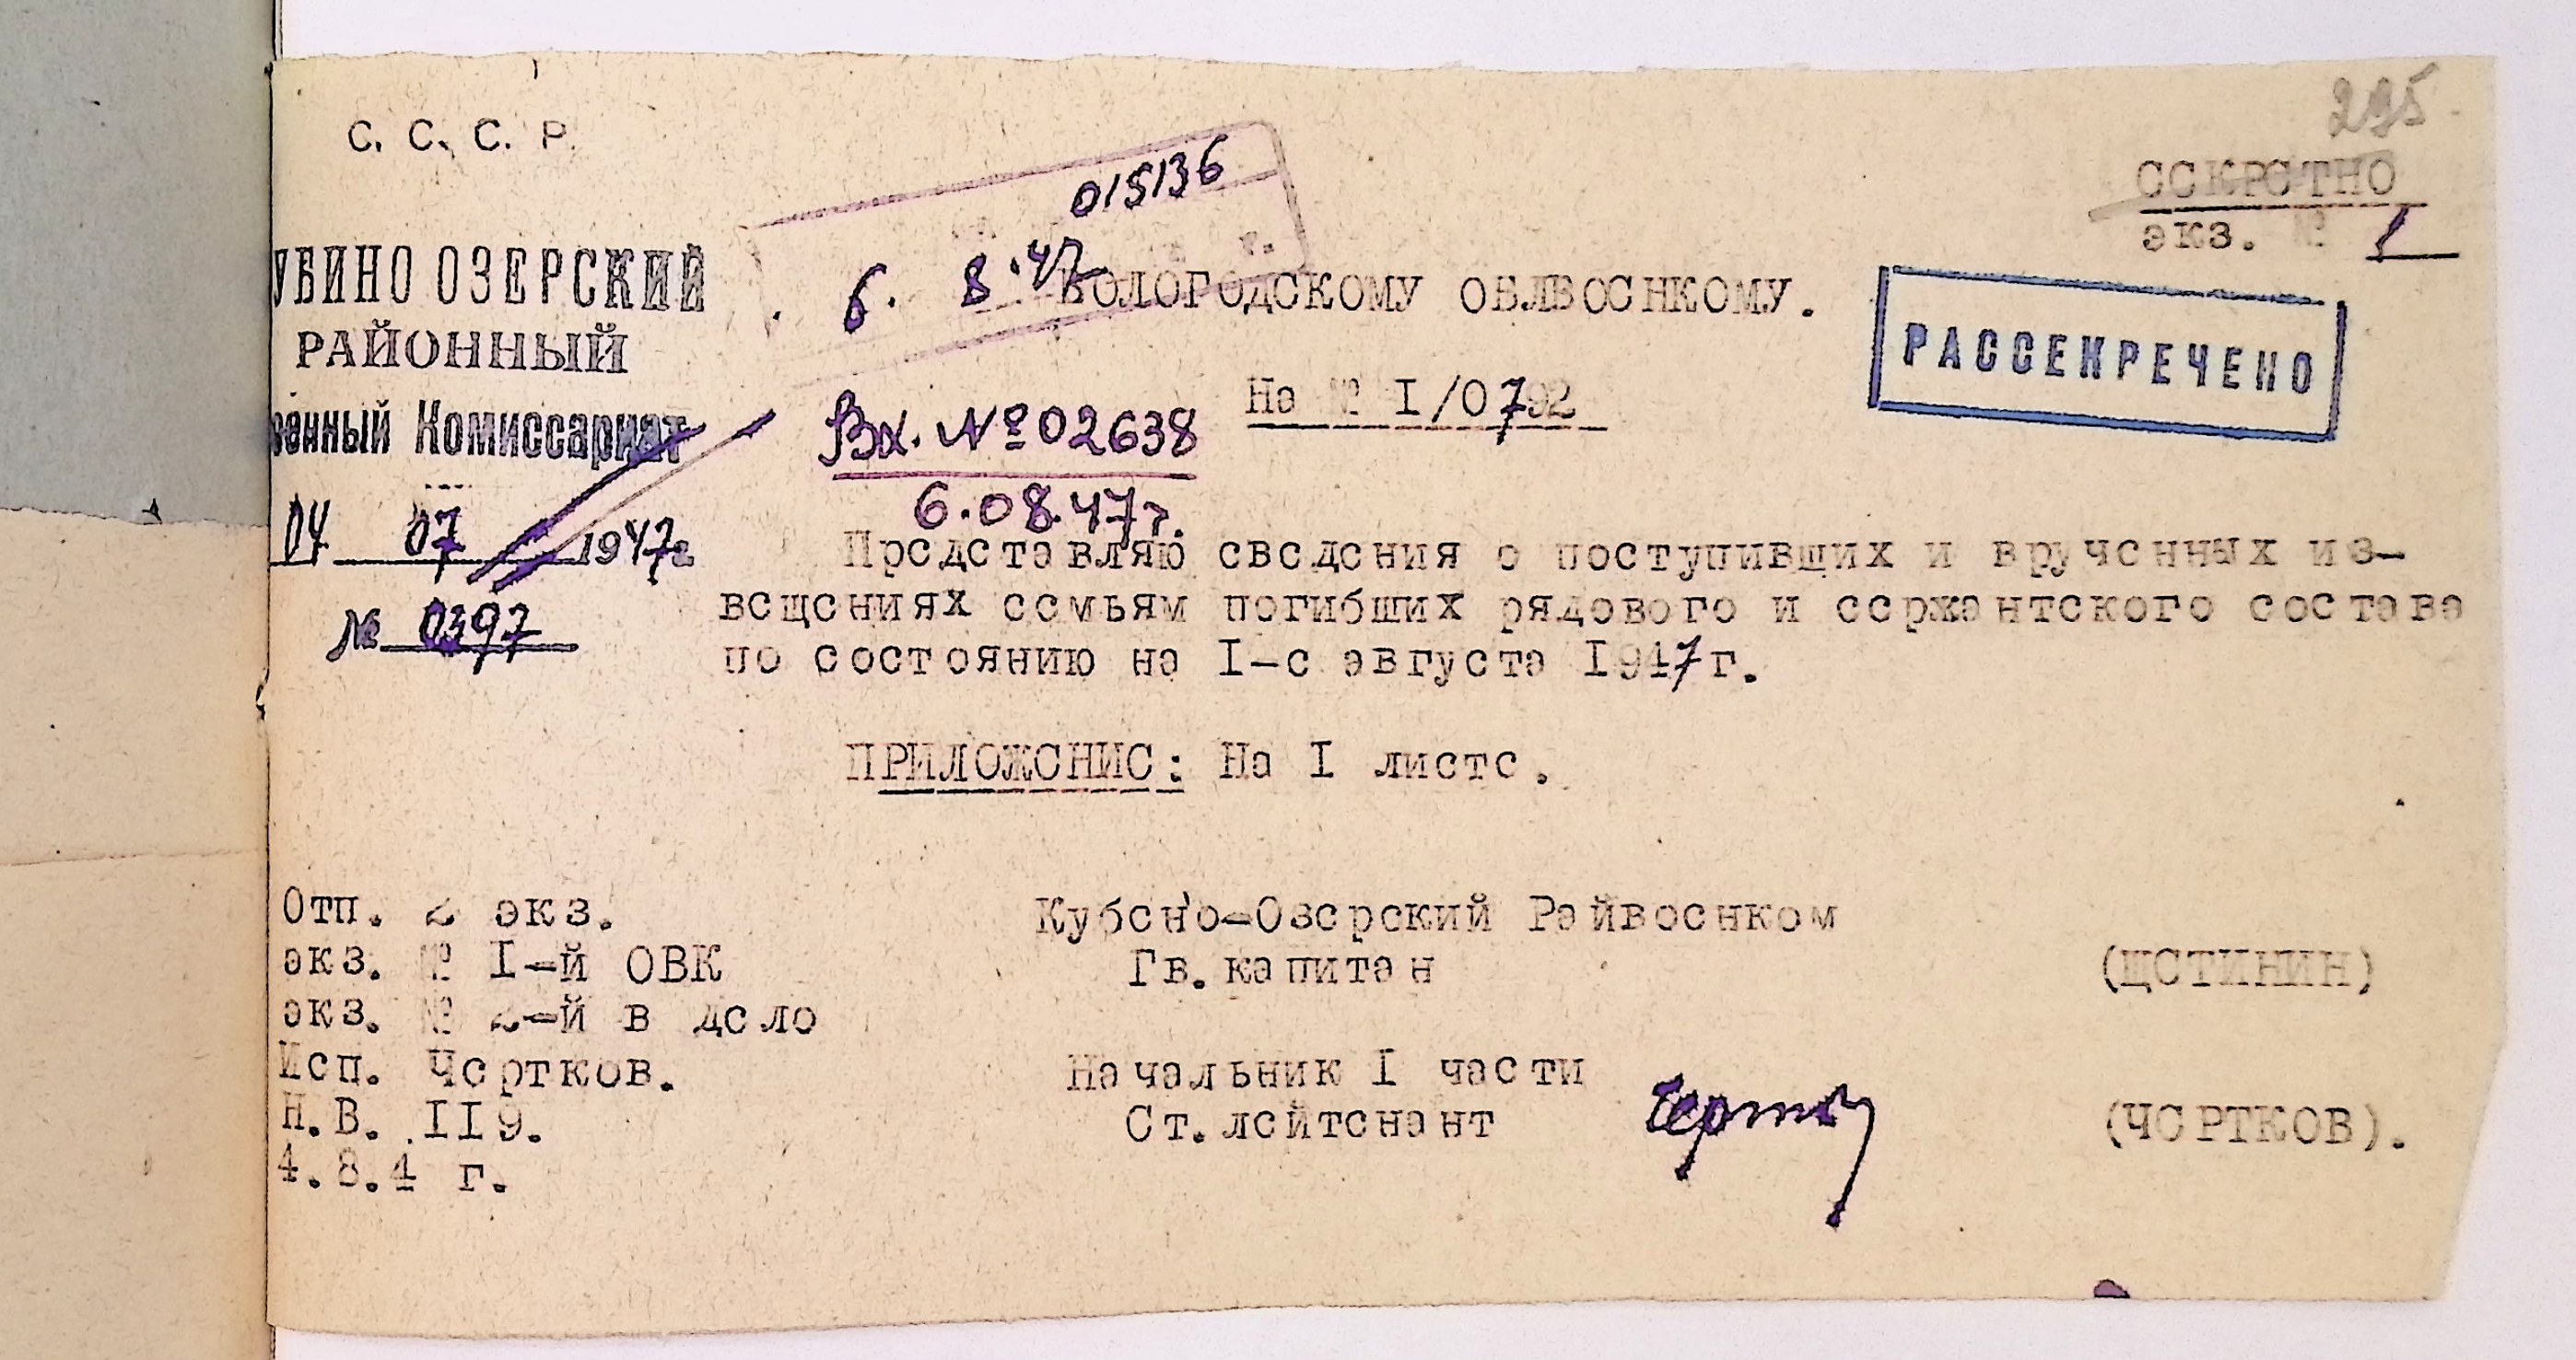 295
С. С. С. Р.
СЕКРЕТНО
экз. № 1
015136
6. 8.47
УБИНО ОЗЕРСКИЙ
РАЙОННЫЙ
оенный Комиссариат
04 07 1947г
№ 0397
ВОЛОГОДСКОМУ ОБЛВОЕНКОМУ.
РАССЕКРЕЧЕНО
На № I/0792
Вх. № 02638
6.08.47г.
Представляю сведения о поступивших и врученных из-
вещениях семьям погибших рядового и сержантского состава
по состоянию на I-е августа 1947г.
ПРИЛОЖЕНИЕ: На I листе.
Отп. 2 экз.
экз. № I-й ОВК
экз. № 2-й в дело
Исп. Чертков.
Н.В. II9.
4.8.4 г.
Кубено-Озерский Райвоенком
Гв.капитан (ЩЕТИНИН)
Начальник I части
Ст.лейтенант (ЧЕРТКОВ).